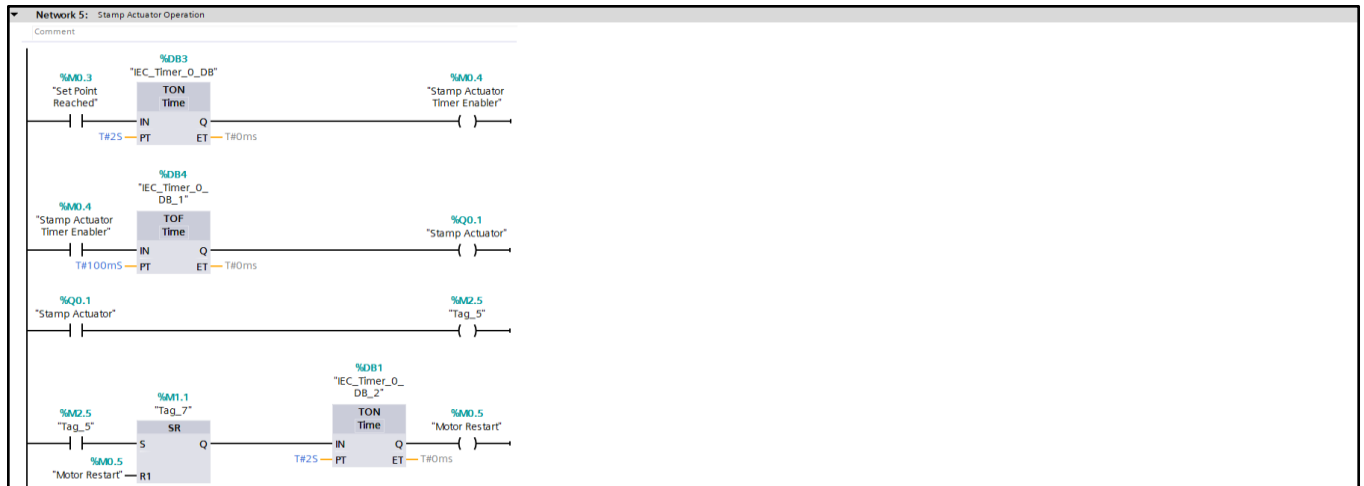 Network 5: Stamp Actuator Operation
Comment
%DB3
"IEC_Timer_0_DB"
%M0.3
"Set Point
Reached"
TON
Time
%M0.4
"Stamp Actuator
Timer Enabler"
IN Q
T#2S PT ET T#0ms
%DB4
"IEC_Timer_0_
DB_1"
%M0.4
"Stamp Actuator
Timer Enabler"
TOF
Time
%Q0.1
"Stamp Actuator"
IN Q
T#100mS PT ET T#0ms
%Q0.1
"Stamp Actuator"
%M2.5
"Tag_5"
%DB1
"IEC_Timer_0_
DB_2"
%M2.5
"Tag_5"
%M1.1
"Tag_7"
SR
TON
Time
%M0.5
"Motor Restart"
S Q
IN Q
T#2S PT ET T#0ms
%M0.5
"Motor Restart" R1